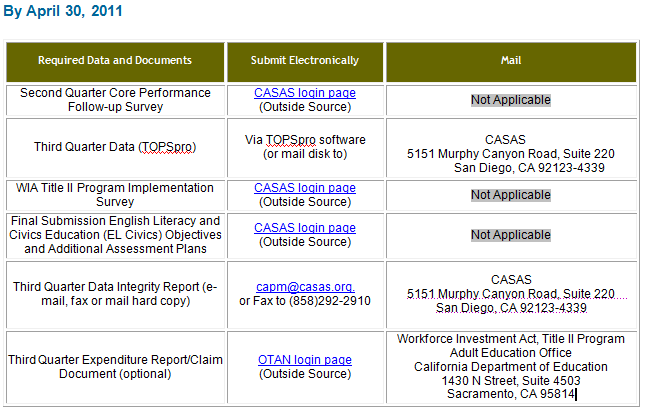 By April 30, 2011
Required Data and Documents
Submit Electronically
Mail
Second Quarter Core Performance
Follow-up Survey
CASAS login page
(Outside Source)
Not Applicable
Third Quarter Data (TOPSpro)
Via TOPSpro software
(or mail disk to)
CASAS
5151 Murphy Canyon Road, Suite 220
San Diego, CA 92123-4339
WIA Title II Program Implementation
Survey
CASAS login page
(Outside Source)
Not Applicable
Final Submission English Literacy and
Civics Education (EL Civics) Objectives
and Additional Assessment Plans
CASAS login page
(Outside Source)
Not Applicable
Third Quarter Data Integrity Report (e-
mail, fax or mail hard copy)
capm@casas.org.
or Fax to (858)292-2910
CASAS
5151 Murphy Canyon Road, Suite 220
San Diego, CA 92123-4339
Third Quarter Expenditure Report/Claim
Document (optional)
OTAN login page
(Outside Source)
Workforce Investment Act, Title II Program
Adult Education Office
California Department of Education
1430 N Street, Suite 4503
Sacramento, CA 95814